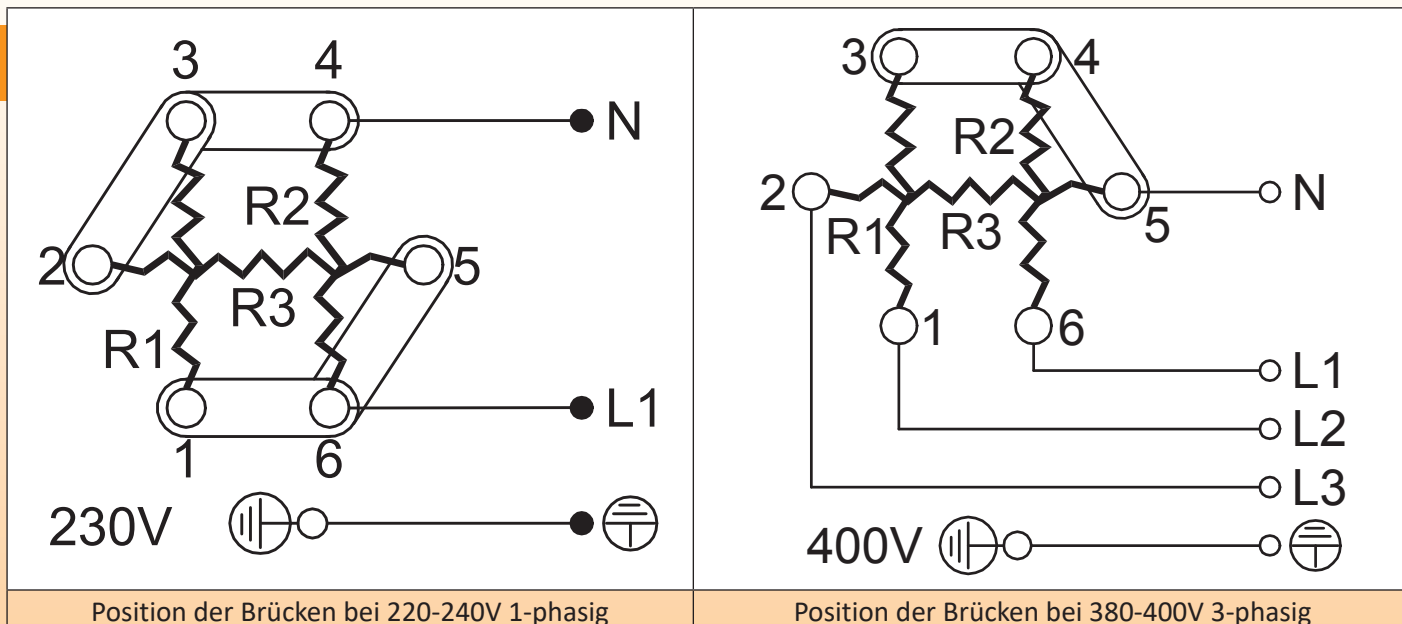 3 4
N
R2
2 5
R3
R1
L1
1 6
230V
Position der Brücken bei 220-240V 1-phasig
3 4
R2
2 N
R1 R3 5
1 6
L1
L2
L3
400V
Position der Brücken bei 380-400V 3-phasig